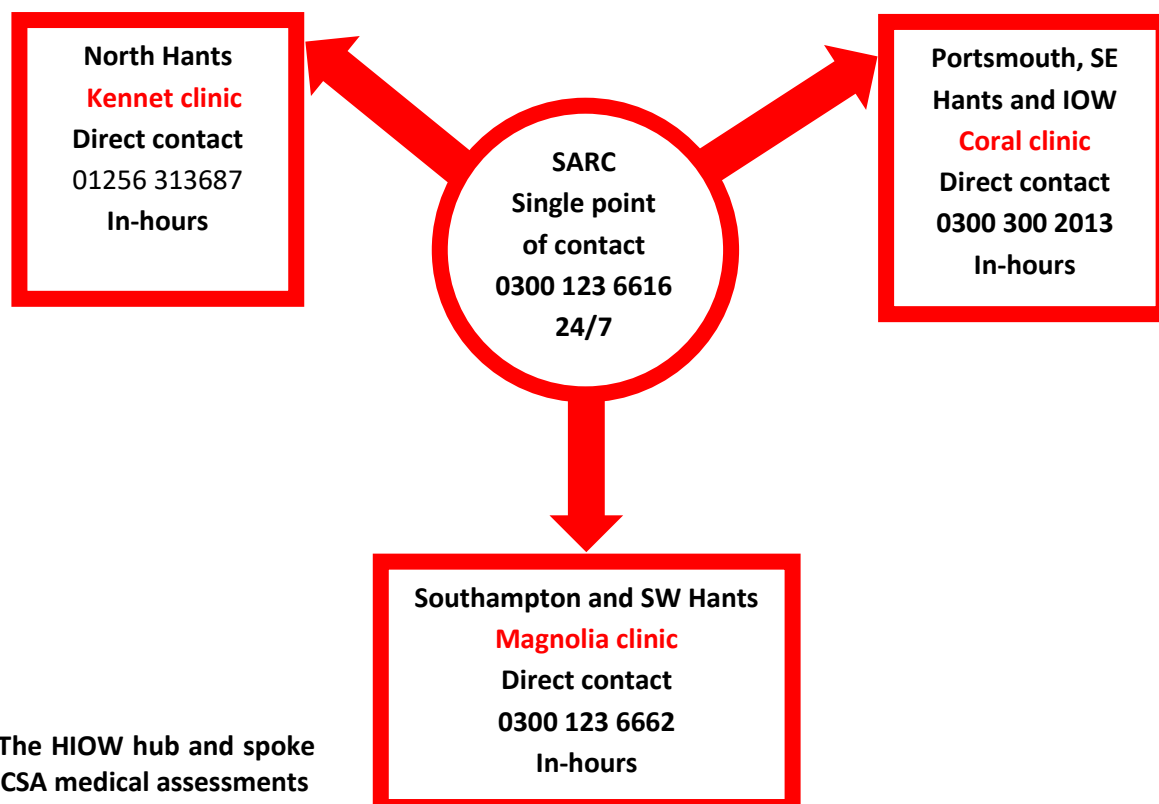 North Hants
Kennet clinic
Direct contact
01256 313687
In-hours
SARC
Single point
of contact
0300 123 6616
24/7
Portsmouth, SE
Hants and IOW
Coral clinic
Direct contact
0300 300 2013
In-hours
Southampton and SW Hants
Magnolia clinic
Direct contact
0300 123 6662
In-hours
The HIOW hub and spoke
CSA medical assessments